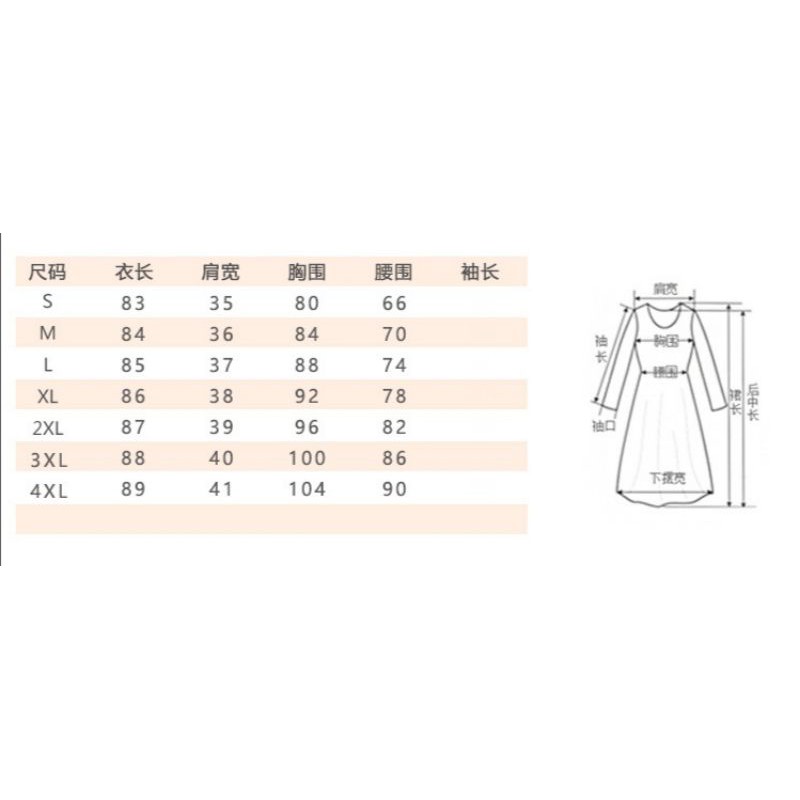 尺码 衣长 肩宽 胸围 腰围 袖长
S 83 35 80 66
M 84 36 84 70
L 85 37 88 74
XL 86 38 92 78
2XL 87 39 96 82
3XL 88 40 100 86
4XL 89 41 104 90
肩宽
袖长
胸围
腰围
袖口
裙长
后中长
下摆宽